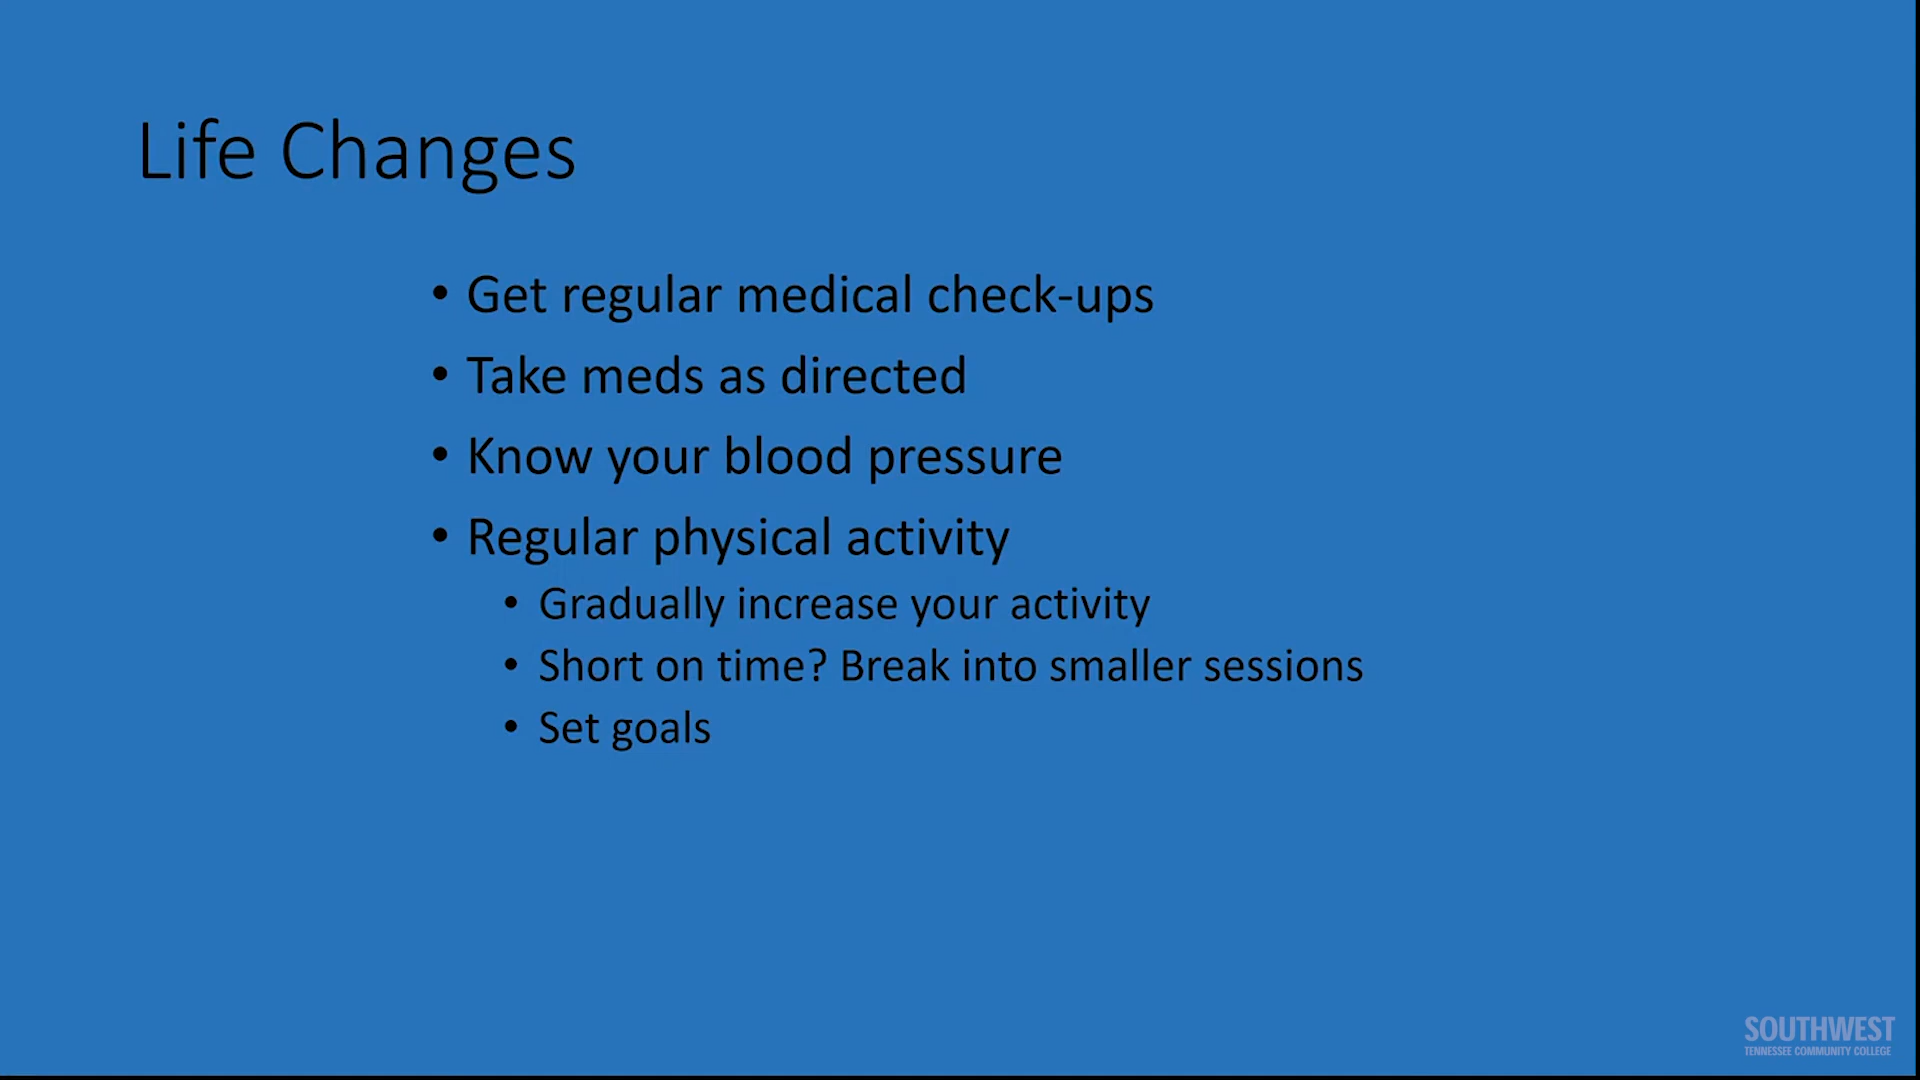 Life Changes
• Get regular medical check-ups
• Take meds as directed
• Know your blood pressure
• Regular physical activity
• Gradually increase your activity
• Short on time? Break into smaller sessions
• Set goals
SOUTHWEST
TENNESSEE COMMUNITY COLLEGE